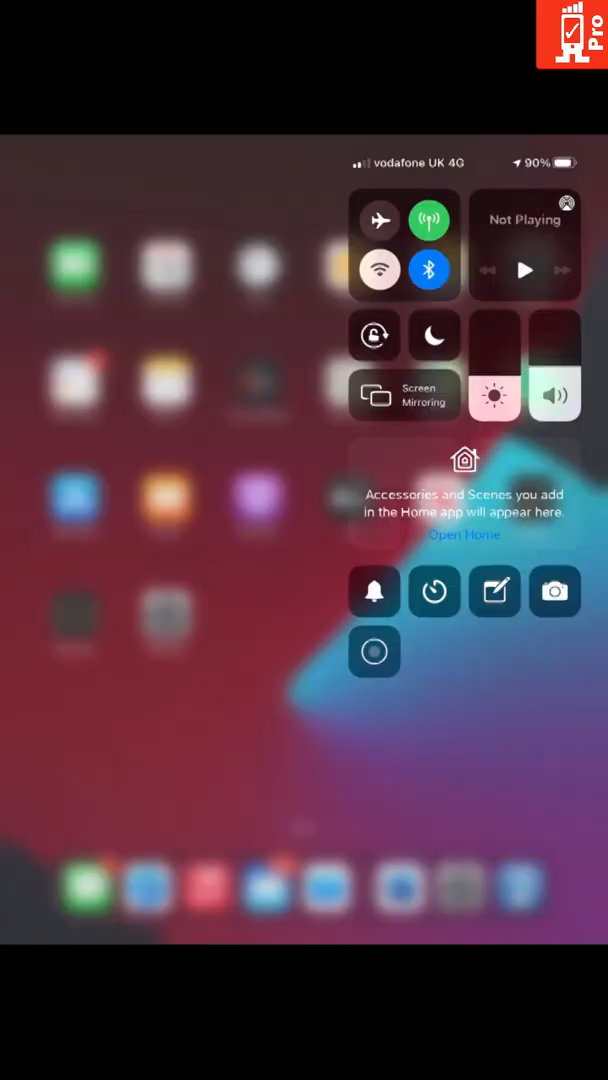 Pro
vodafone UK 4G 90%
Not Playing
Screen
Mirroring
Accessories and Scenes you add
in the Home app will appear here.
Open Home